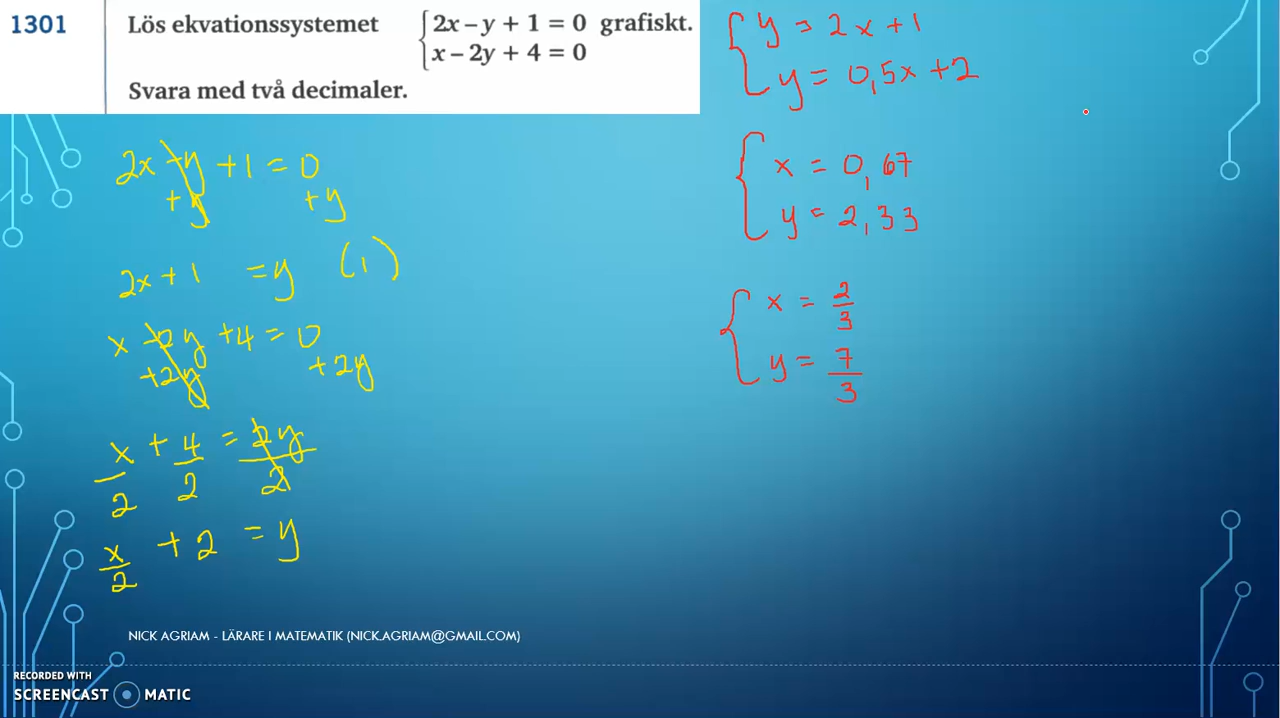 1301 Lös ekvationssystemet {2x – y + 1 = 0 grafiskt.
x – 2y + 4 = 0
Svara med två decimaler.
2x - y + 1 = 0
+ y + y
2x + 1 = y (1)
x - 2y + 4 = 0
+2y +2y
x/2 + 4/2 = 2y/2
x/2 + 2 = y
{ y = 2x + 1
y = 0,5x + 2
{ x = 0,67
y = 2,33
{ x = 2/3
y = 7/3
NICK AGRIAM - LÄRARE I MATEMATIK (NICK.AGRIAM@GMAIL.COM)
RECORDED WITH
SCREENCAST MATIC